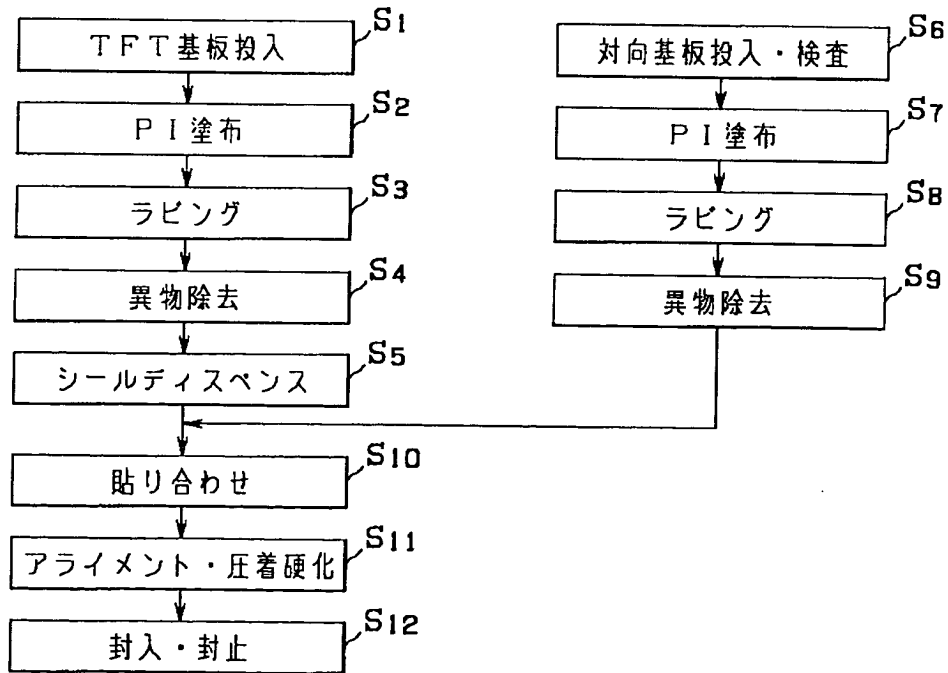 TFT基板投入 S1
PI塗布 S2
ラビング S3
異物除去 S4
シールディスペンス S5
対向基板投入・検査 S6
PI塗布 S7
ラビング S8
異物除去 S9
貼り合わせ S10
アライメント・圧着硬化 S11
封入・封止 S12